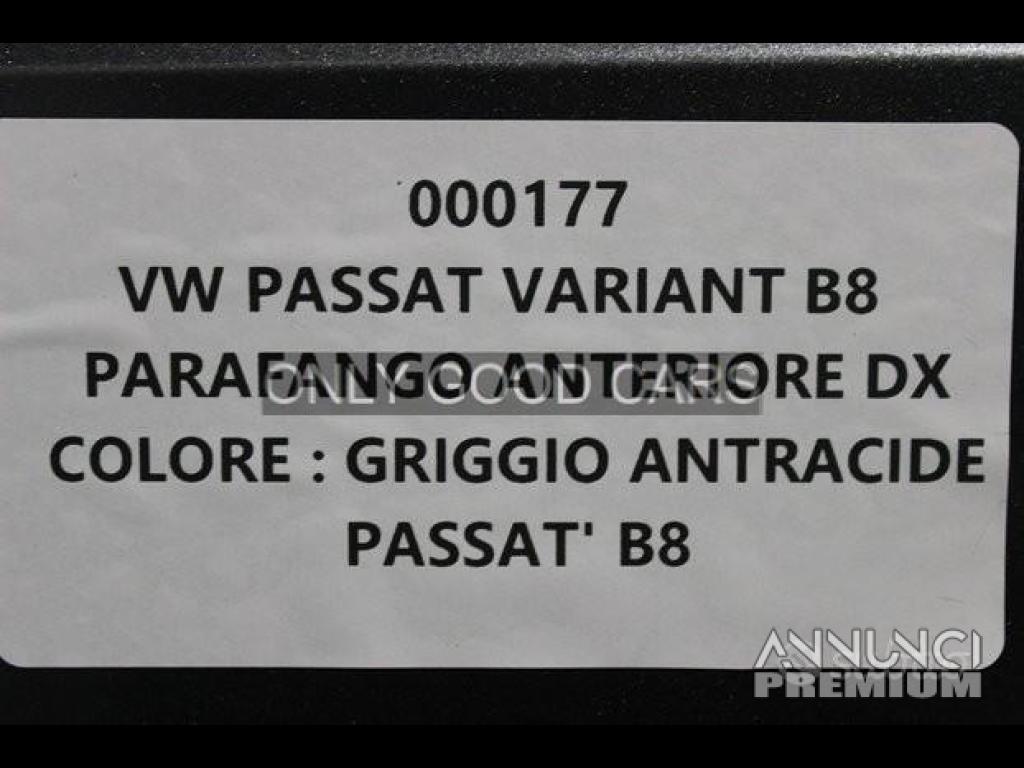 000177
VW PASSAT VARIANT B8
PARAFANGO ANTERIORE DX
ONLY GOOD CARS
COLORE : GRIGGIO ANTRACIDE
PASSAT' B8
ANNUNCI
PREMIUM